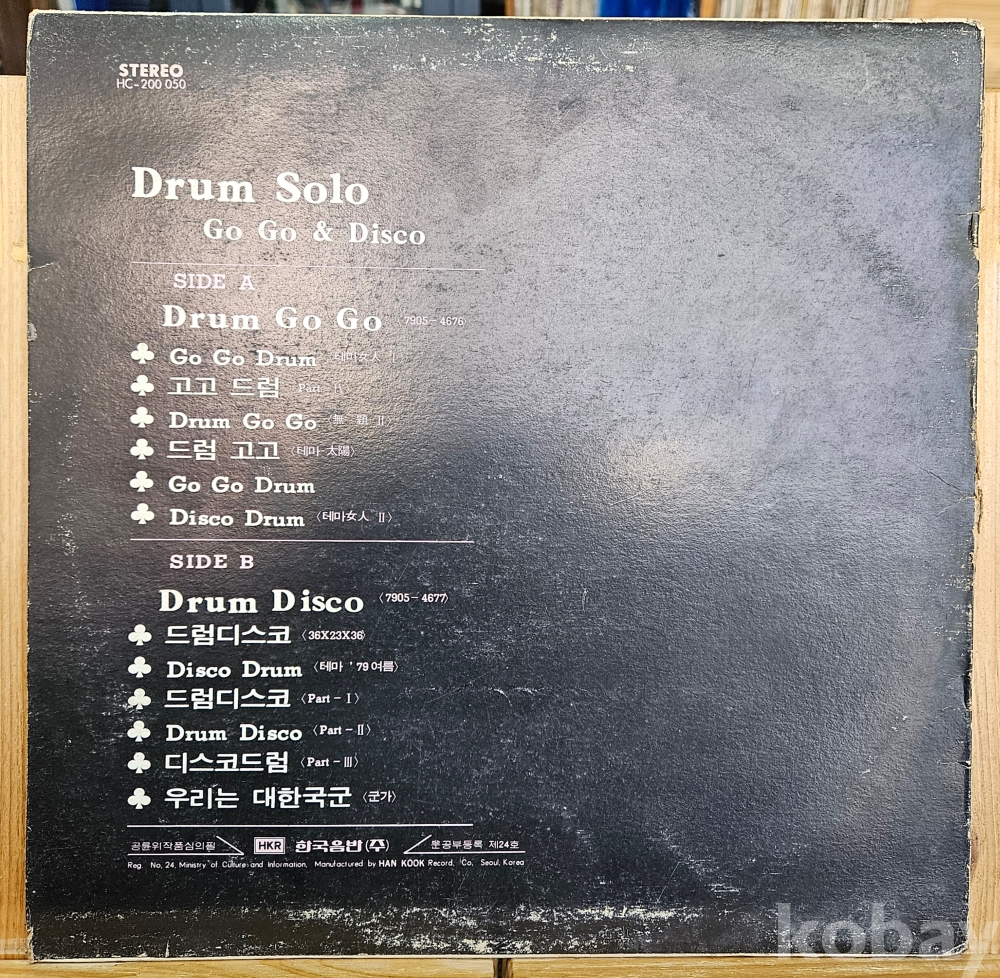 STEREO
HC-200 050
Drum Solo
Go Go & Disco
SIDE A
Drum Go Go 〈7905-4676〉
♣ Go Go Drum 〈테마女人 Ⅰ〉
♣ 고고 드럼 〈Part
♣ Drum Go Go 〈無 題 Ⅱ〉
♣ 드럼 고고 〈테마 太陽〉
♣ Go Go Drum
♣ Disco Drum 〈테마女人 Ⅱ〉
SIDE B
Drum Disco 〈7905-4677〉
♣ 드럼디스코 〈36X23X36〉
♣ Disco Drum 〈테마 '79 여름〉
♣ 드럼디스코 〈Part-Ⅰ〉
♣ Drum Disco 〈Part-Ⅱ〉
♣ 디스코드럼 〈Part-Ⅲ〉
♣ 우리는 대한국군 〈군가〉
공륜위작품심의필 HKR 한국음반(주) 문공부등록 제24호
Reg. No. 24, Ministry of Culture and Information, Manufactured by HAN KOOK Record, Co. Seoul, Korea
kobay